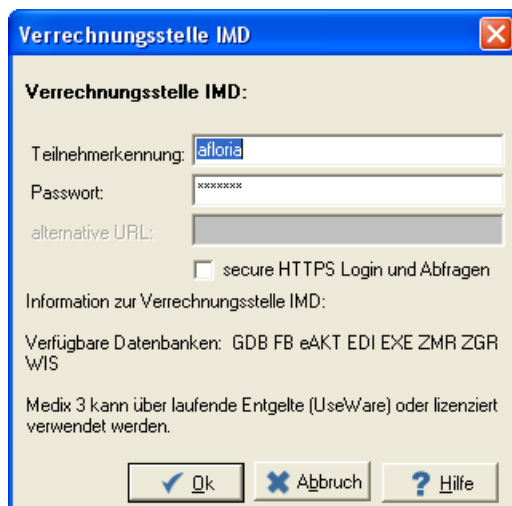 Verrechnungsstelle IMD
Verrechnungsstelle IMD:
Teilnehmerkennung: afloria
Passwort: *******
alternative URL:
secure HTTPS Login und Abfragen
Information zur Verrechnungsstelle IMD:
Verfügbare Datenbanken: GDB FB eAKT EDI EXE ZMR ZGR
WIS
Medix 3 kann über laufende Entgelte (UseWare) oder lizenziert
verwendet werden.
Ok Abbruch ? Hilfe